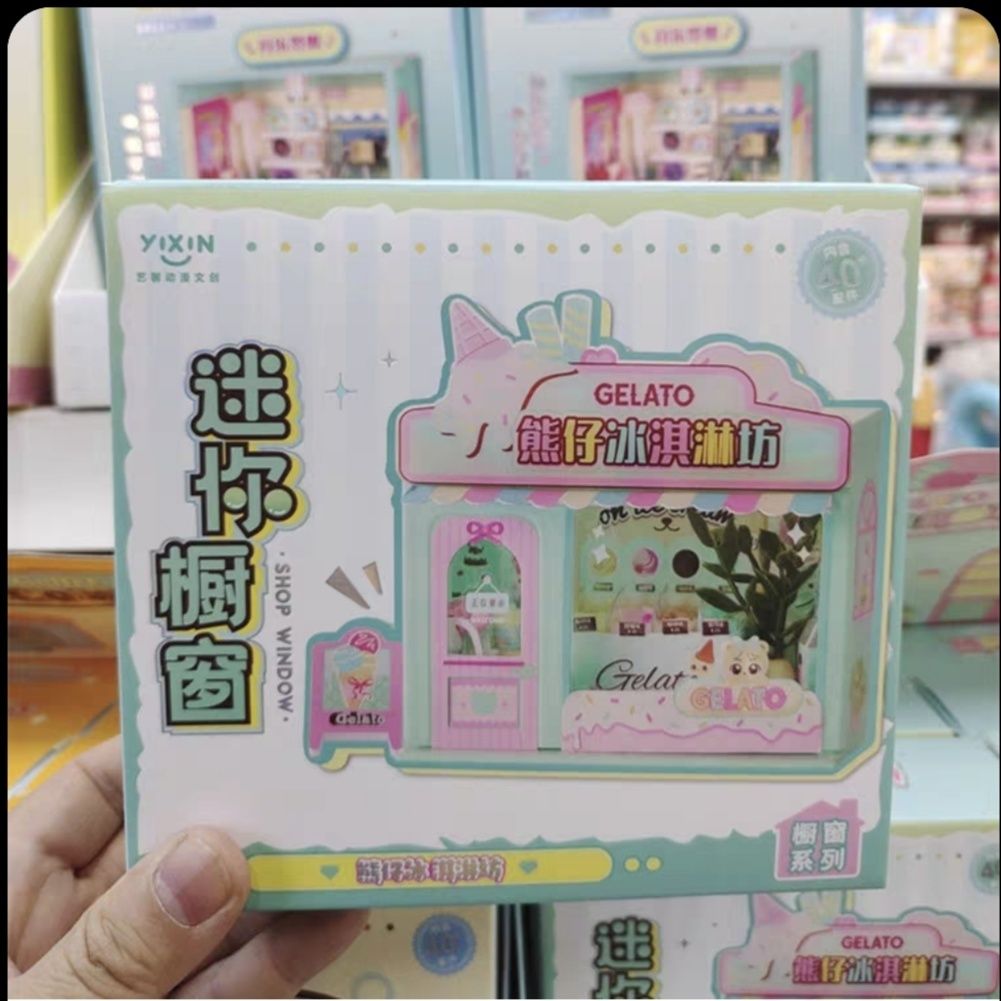 YIXIN
艺馨动漫文创
内含
40+
配件
迷你橱窗
·SHOP WINDOW·
GELATO
熊仔冰淇淋坊
Gelato
Gelato
GELATO
橱窗
系列
熊仔冰淇淋坊
迷你
GELATO
熊仔冰淇淋坊